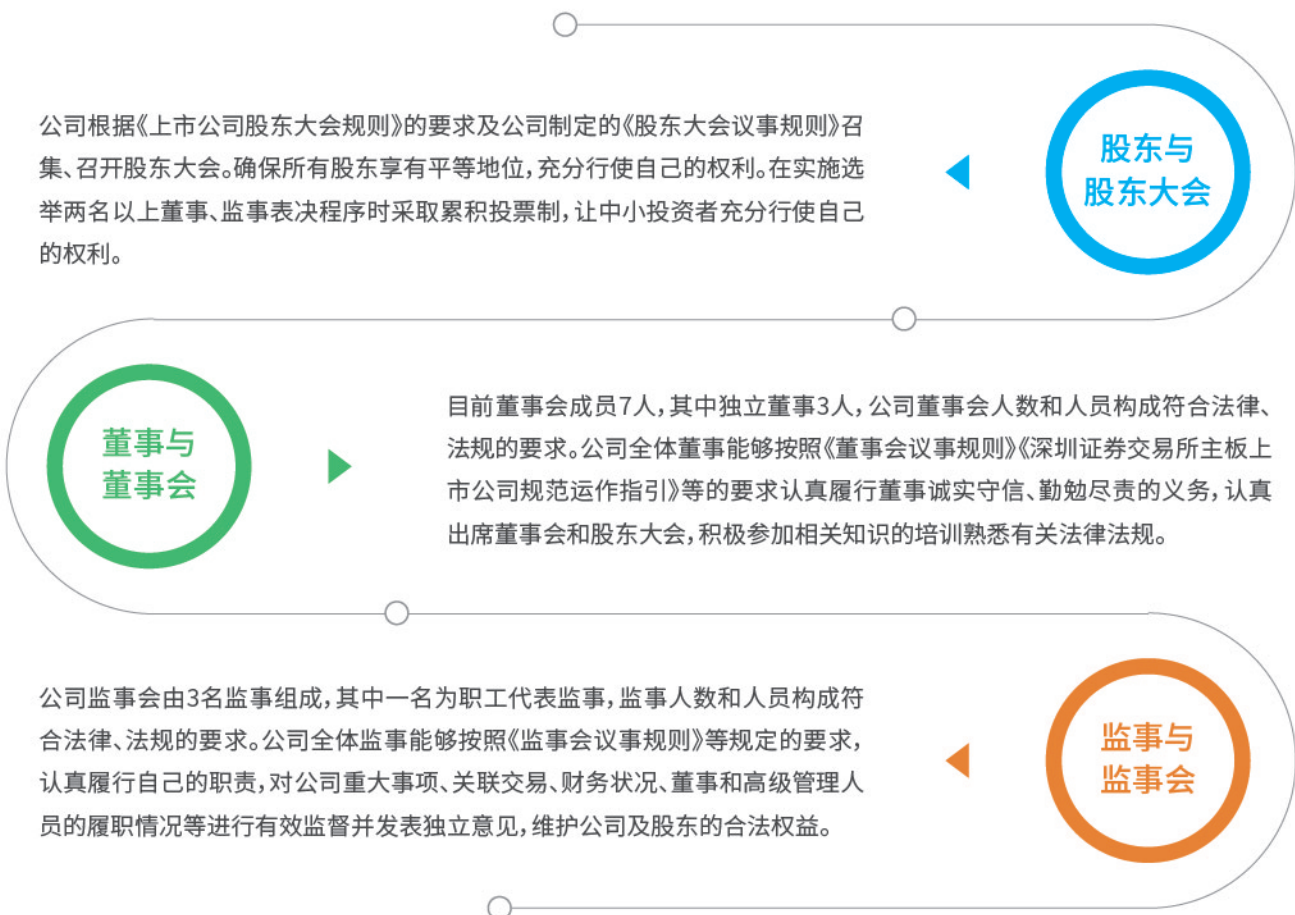 公司根据《上市公司股东大会规则》的要求及公司制定的《股东大会议事规则》召
集、召开股东大会。确保所有股东享有平等地位,充分行使自己的权利。在实施选
举两名以上董事、监事表决程序时采取累积投票制,让中小投资者充分行使自己
的权利。
股东与
股东大会
董事与
董事会
目前董事会成员7人,其中独立董事3人,公司董事会人数和人员构成符合法律、
法规的要求。公司全体董事能够按照《董事会议事规则》《深圳证券交易所主板上
市公司规范运作指引》等的要求认真履行董事诚实守信、勤勉尽责的义务,认真
出席董事会和股东大会,积极参加相关知识的培训熟悉有关法律法规。
公司监事会由3名监事组成,其中一名为职工代表监事,监事人数和人员构成符
合法律、法规的要求。公司全体监事能够按照《监事会议事规则》等规定的要求,
认真履行自己的职责,对公司重大事项、关联交易、财务状况、董事和高级管理人
员的履职情况等进行有效监督并发表独立意见,维护公司及股东的合法权益。
监事与
监事会